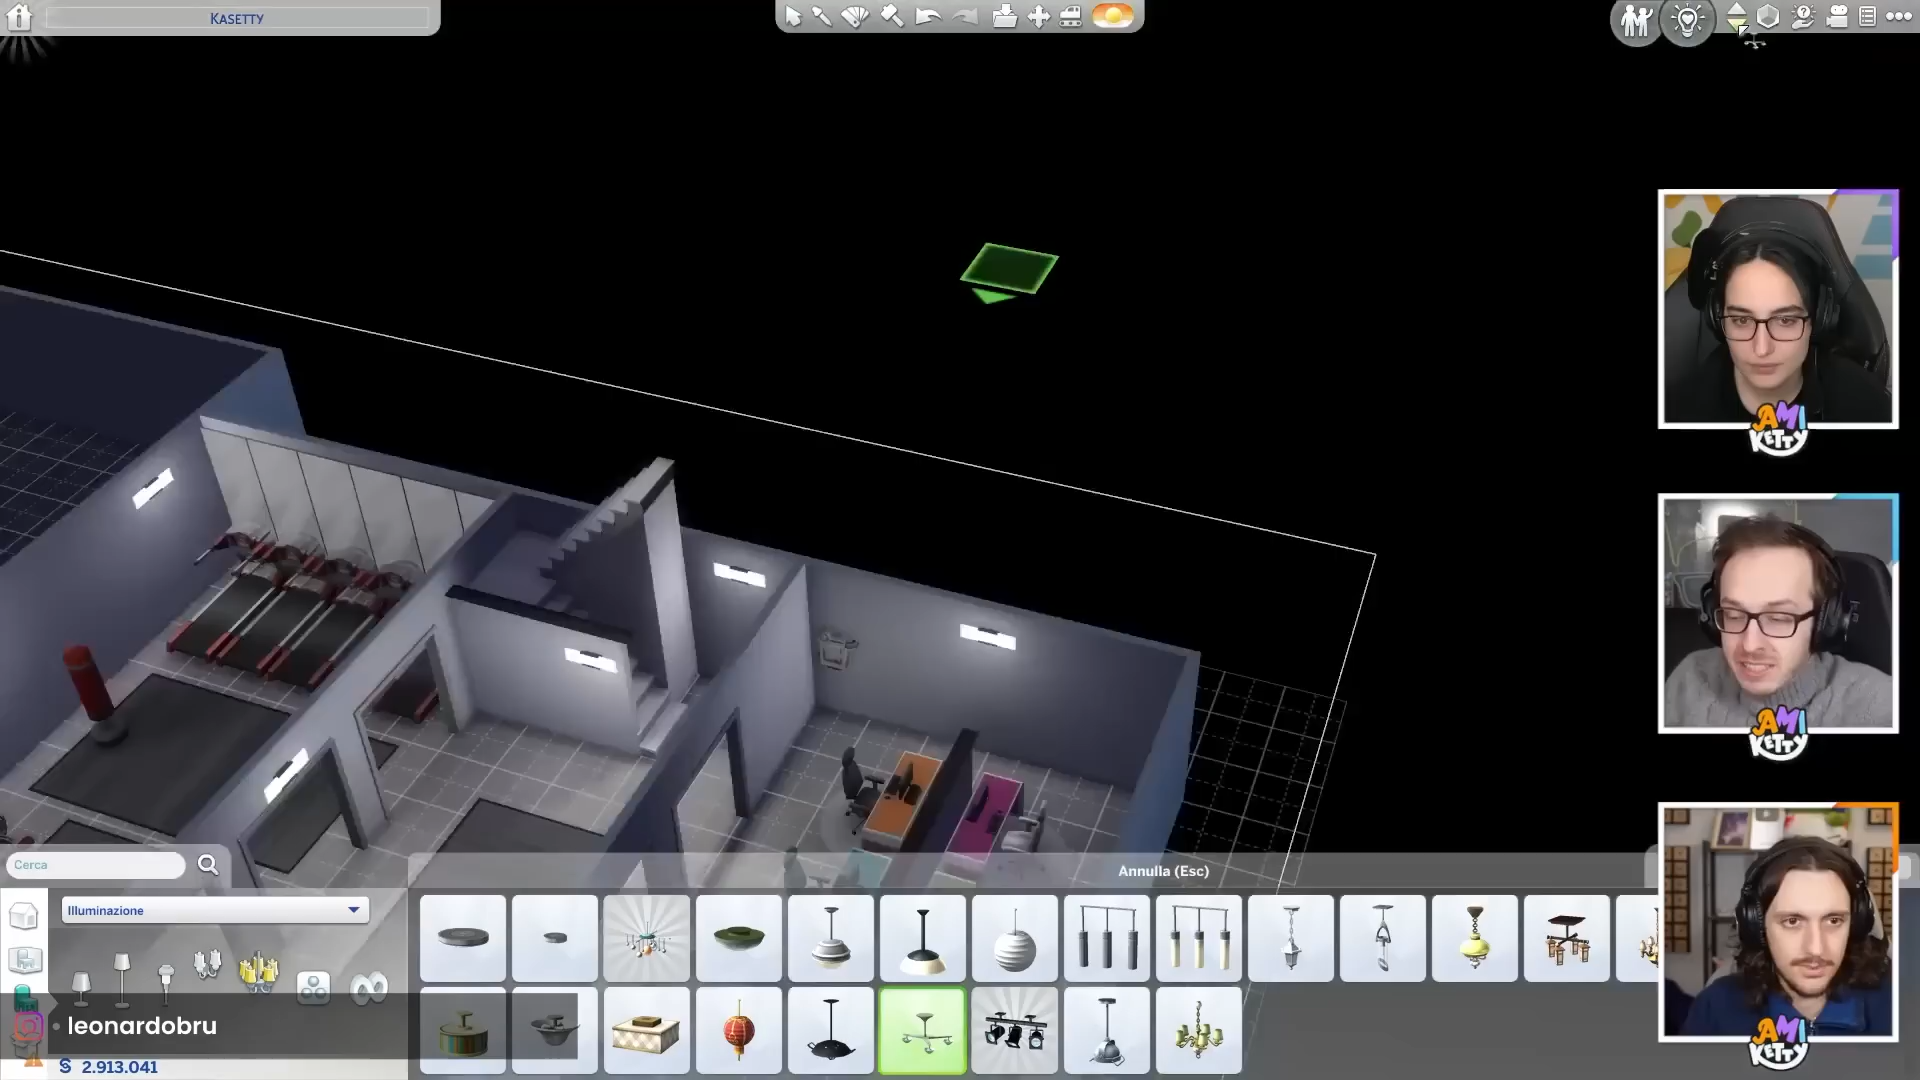 KASETTY
AMI
KETTY
AMI
KETTY
Annulla (Esc)
Cerca
Illuminazione
leonardobru
§ 2.913.041
AMI
KETTY